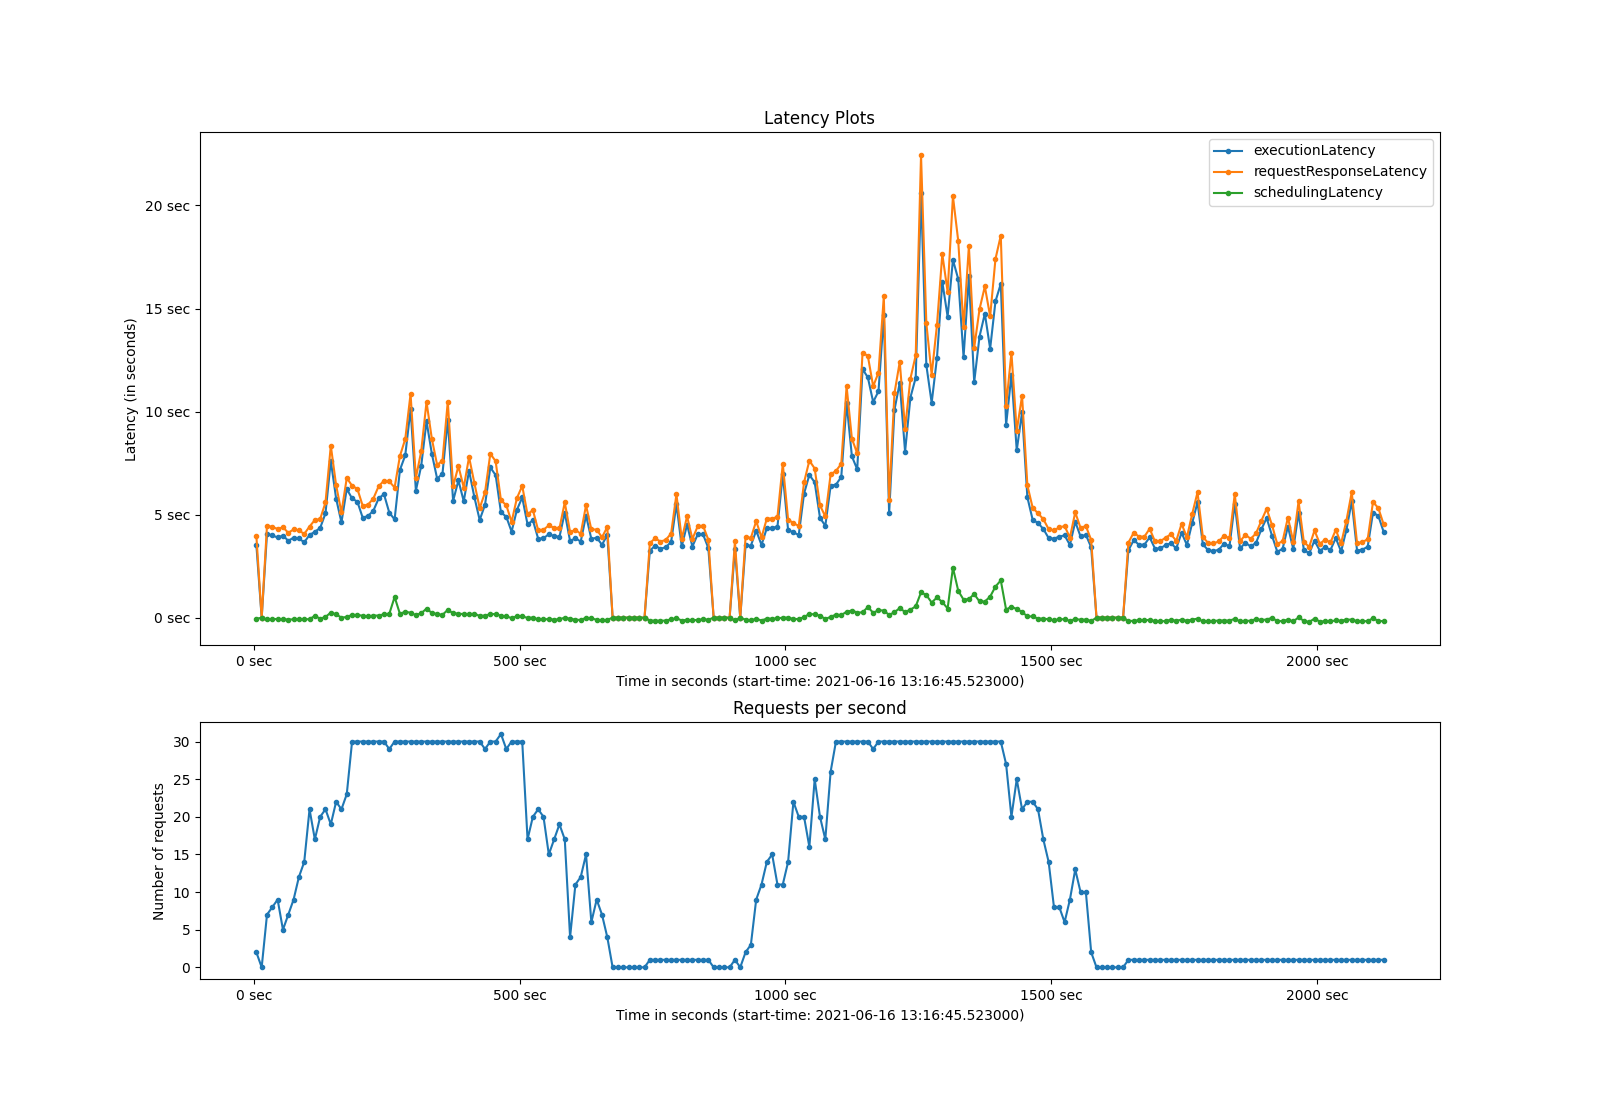 Latency Plots
executionLatency
requestResponseLatency
schedulingLatency
Latency (in seconds)
20 sec
15 sec
10 sec
5 sec
0 sec
0 sec 500 sec 1000 sec 1500 sec 2000 sec
Time in seconds (start-time: 2021-06-16 13:16:45.523000)
Requests per second
Number of requests
30
25
20
15
10
5
0
0 sec 500 sec 1000 sec 1500 sec 2000 sec
Time in seconds (start-time: 2021-06-16 13:16:45.523000)